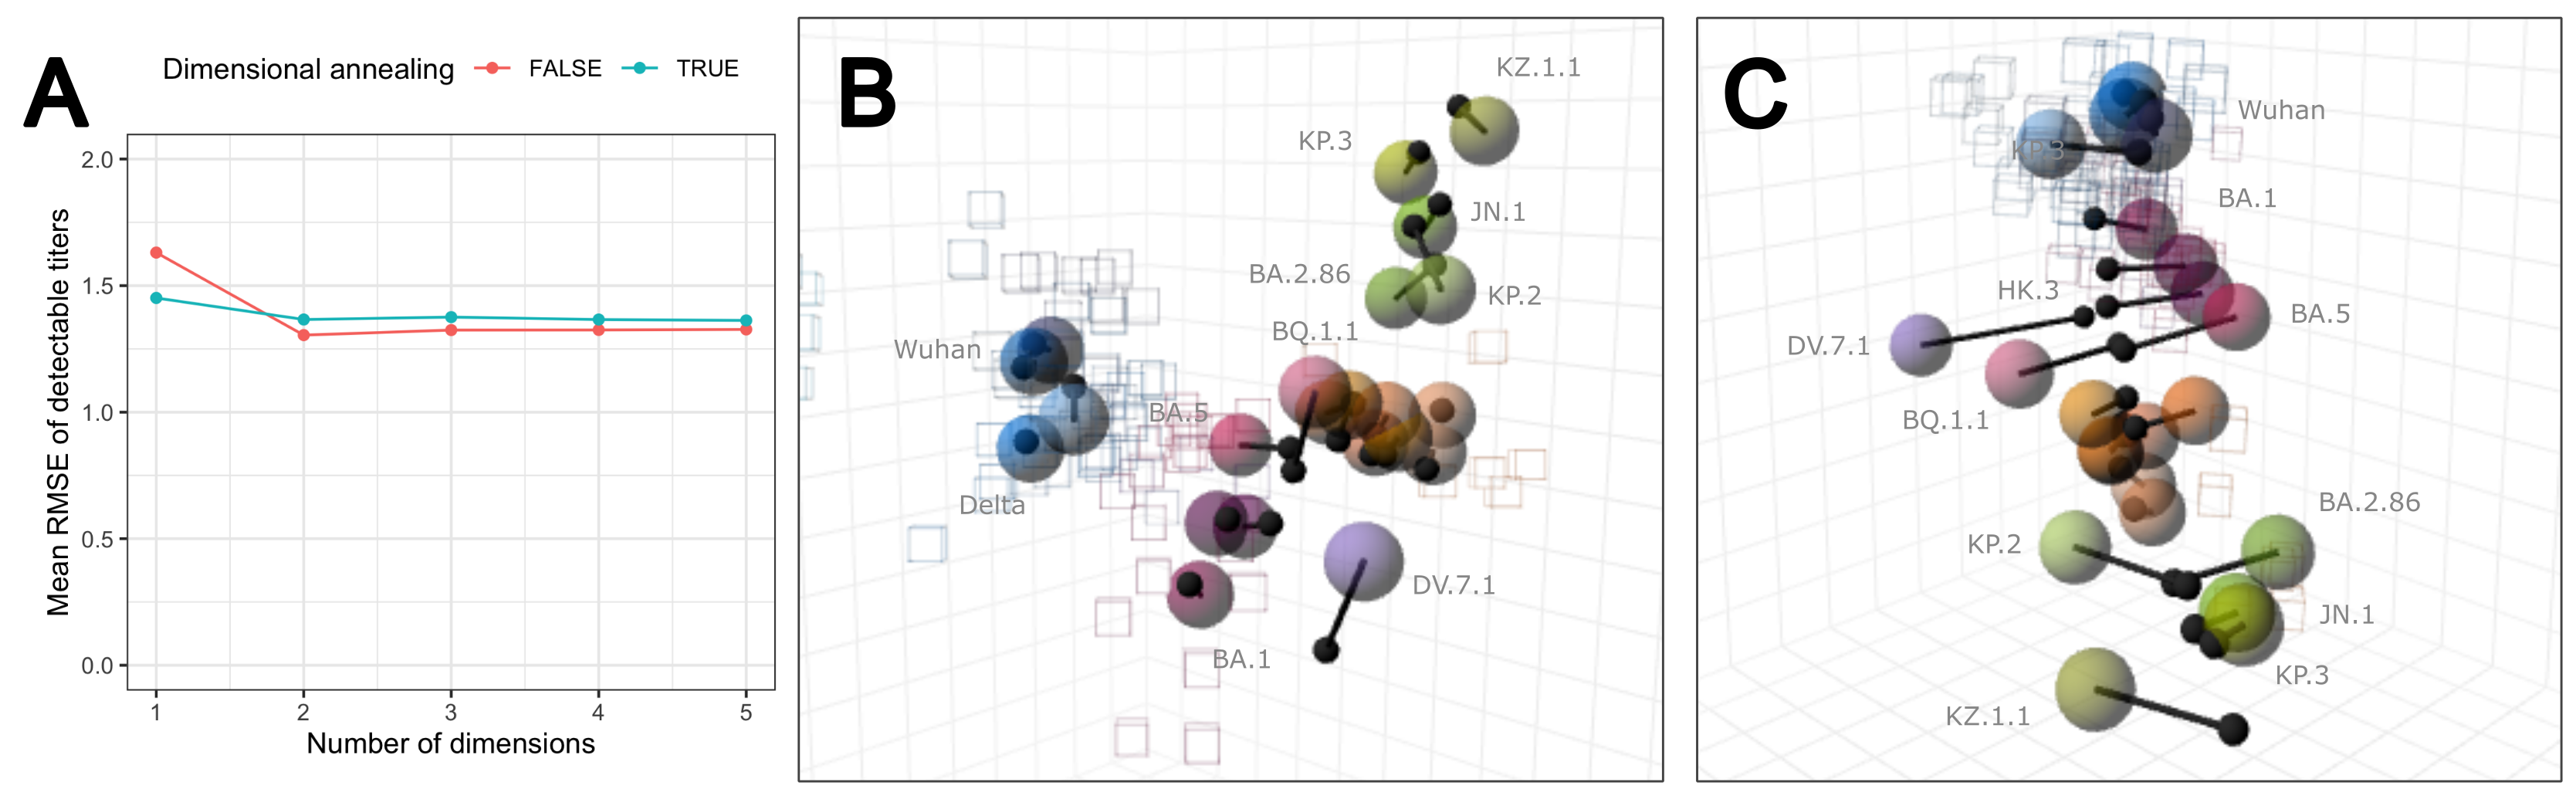 A
Dimensional annealing FALSE TRUE
Mean RMSE of detectable titers
2.0
1.5
1.0
0.5
0.0
1 2 3 4 5
Number of dimensions
B
KZ.1.1
KP.3
JN.1
BA.2.86
KP.2
BQ.1.1
Wuhan
BA.5
Delta
DV.7.1
BA.1
C
Wuhan
KP.3
BA.1
HK.3
BA.5
DV.7.1
BQ.1.1
BA.2.86
KP.2
JN.1
KP.3
KZ.1.1